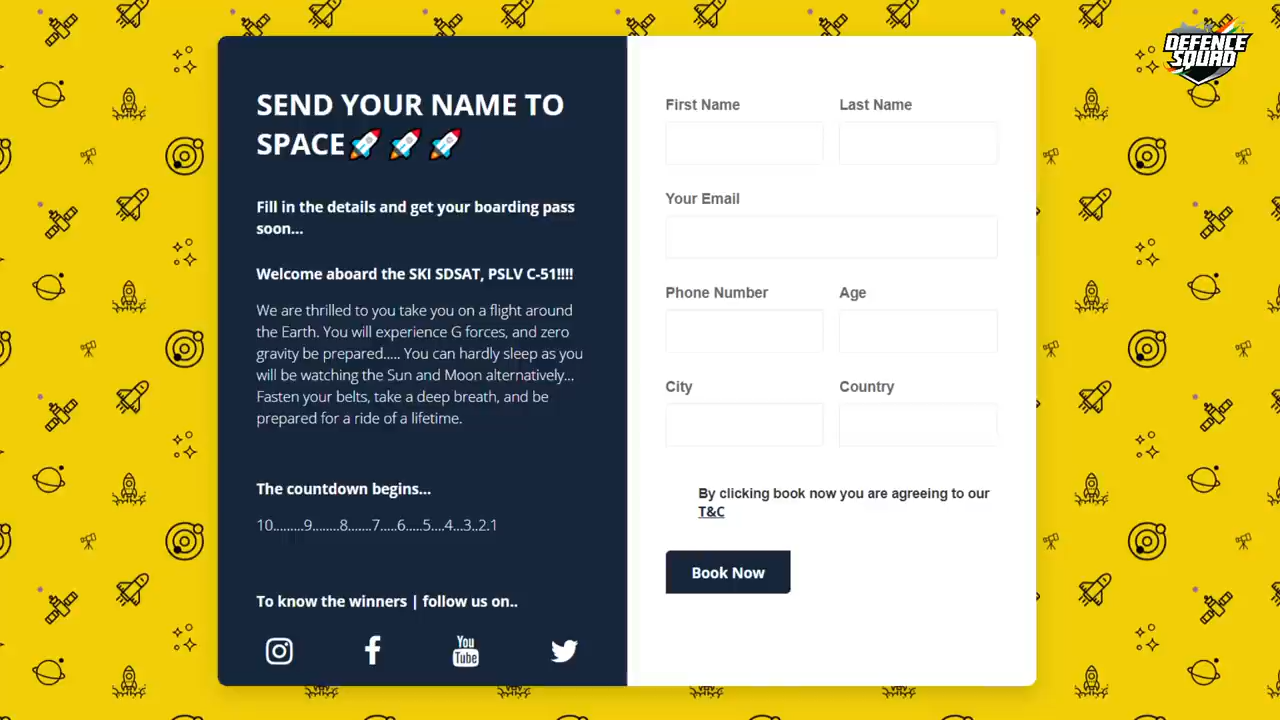 DEFENCE
SQUAD
SEND YOUR NAME TO
SPACE🚀🚀🚀
Fill in the details and get your boarding pass
soon...
Welcome aboard the SKI SDSAT, PSLV C-51!!!!
We are thrilled to you take you on a flight around
the Earth. You will experience G forces, and zero
gravity be prepared..... You can hardly sleep as you
will be watching the Sun and Moon alternatively...
Fasten your belts, take a deep breath, and be
prepared for a ride of a lifetime.
The countdown begins...
10.........9........8.......7.....6.....5....4...3..2.1
To know the winners | follow us on..
You
Tube
First Name
Last Name
Your Email
Phone Number
Age
City
Country
By clicking book now you are agreeing to our
T&C
Book Now